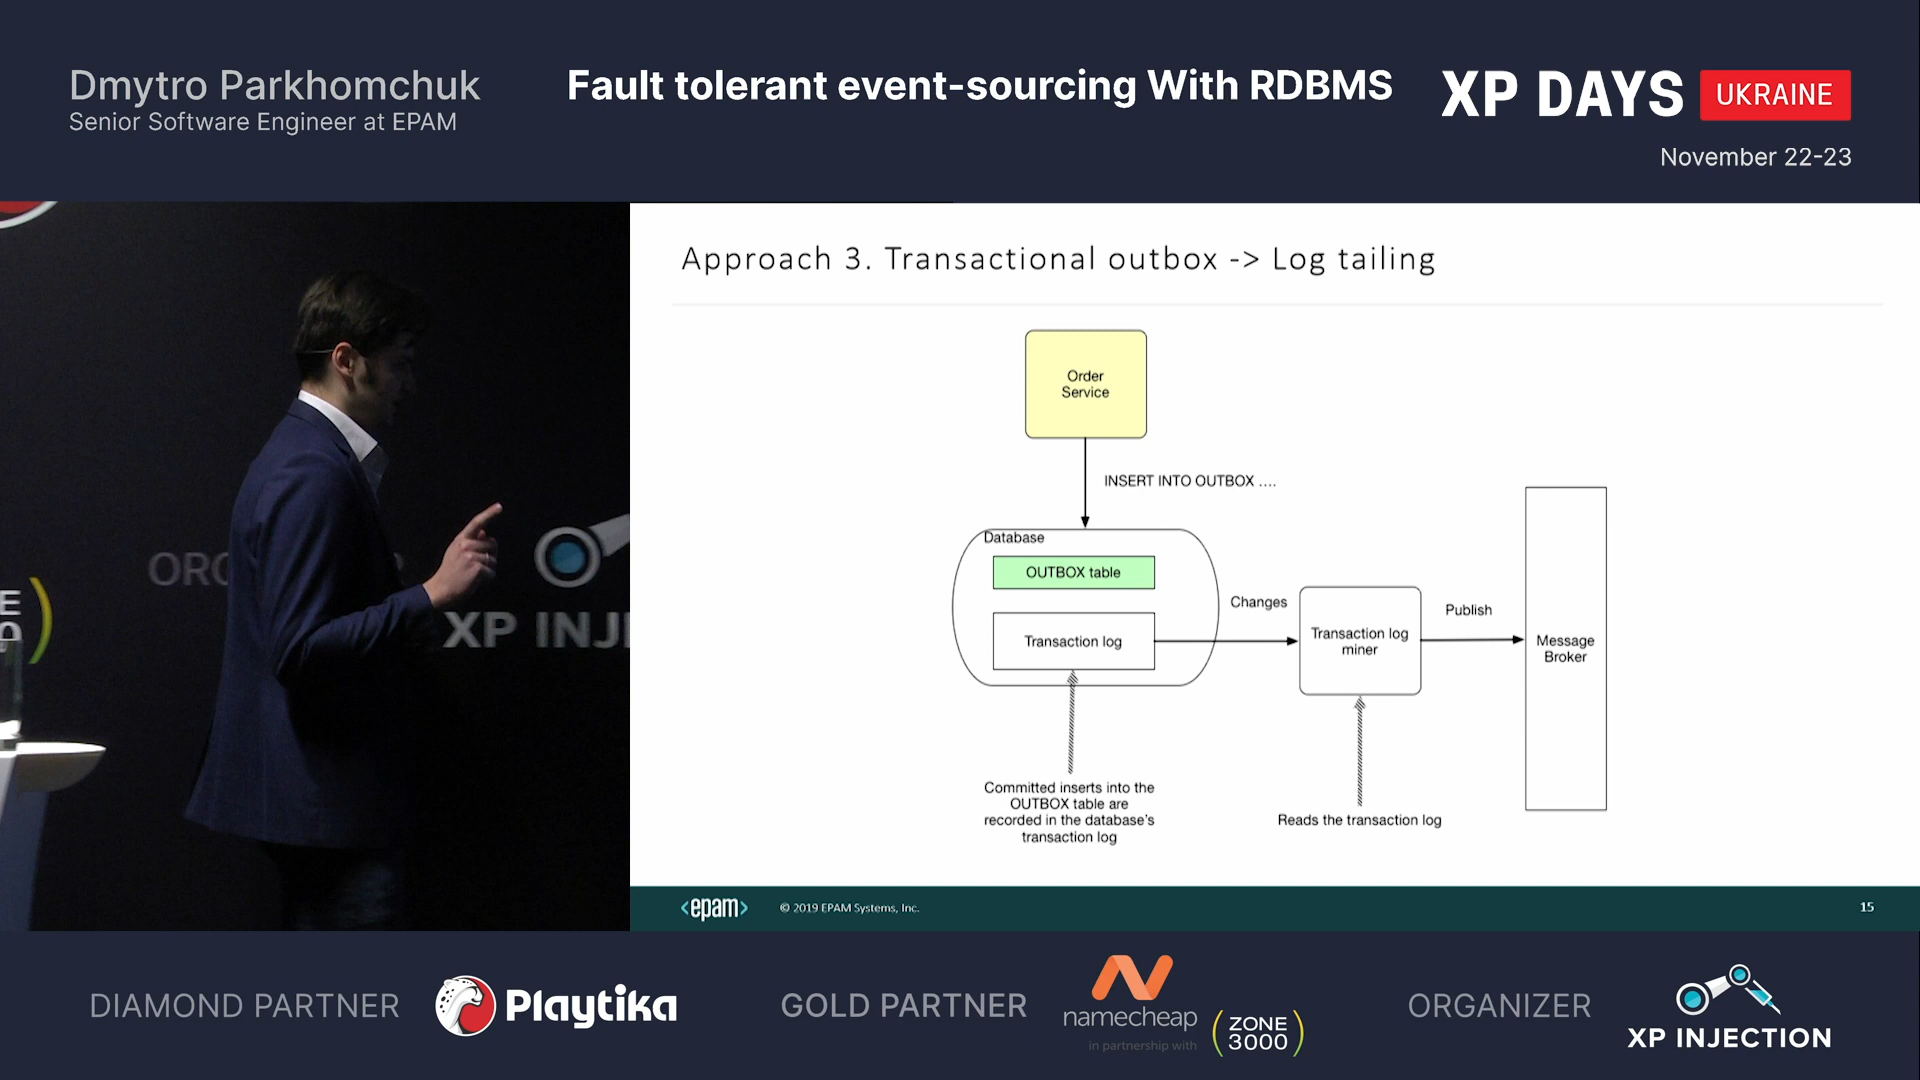 Dmytro Parkhomchuk
Senior Software Engineer at EPAM
Fault tolerant event-sourcing With RDBMS
XP DAYS UKRAINE
November 22-23
ORG
XP INJE
Approach 3. Transactional outbox -> Log tailing
Order
Service
INSERT INTO OUTBOX ....
Database
OUTBOX table
Transaction log
Changes
Transaction log
miner
Publish
Message
Broker
Committed inserts into the
OUTBOX table are
recorded in the database's
transaction log
Reads the transaction log
<epam>
© 2019 EPAM Systems, Inc.
15
DIAMOND PARTNER
Playtika
GOLD PARTNER
namecheap
in partnership with
ZONE
3000
ORGANIZER
XP INJECTION